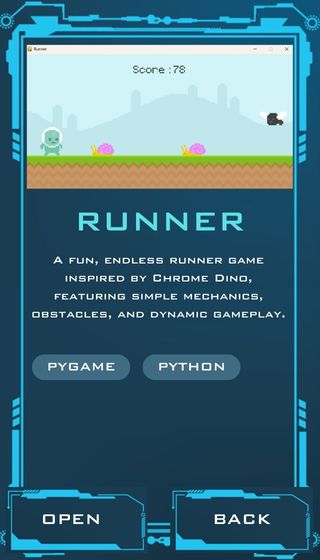 Runner
Score :78
RUNNER
A FUN, ENDLESS RUNNER GAME
INSPIRED BY CHROME DINO,
FEATURING SIMPLE MECHANICS,
OBSTACLES, AND DYNAMIC GAMEPLAY.
PYGAME PYTHON
OPEN BACK